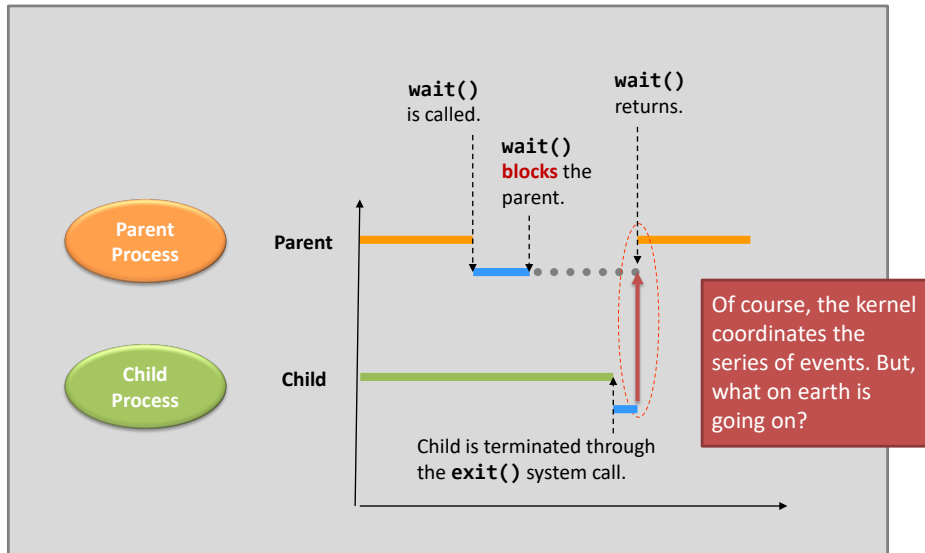 wait()
is called.
wait()
blocks the
parent.
wait()
returns.
Parent
Process
Parent
Child
Process
Child
Child is terminated through
the exit() system call.
Of course, the kernel
coordinates the
series of events. But,
what on earth is
going on?